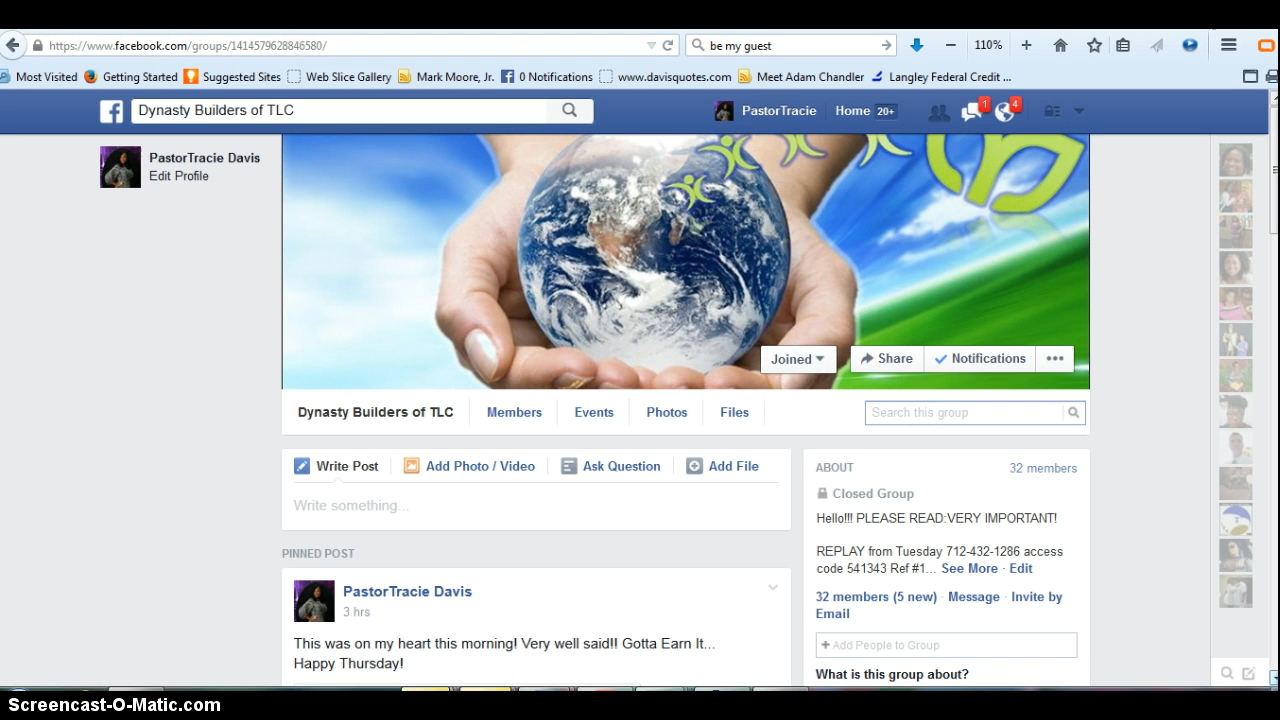 https://www.facebook.com/groups/1414579628846580/
be my guest
110%
Most Visited
Getting Started
Suggested Sites
Web Slice Gallery
Mark Moore, Jr.
0 Notifications
www.davisquotes.com
Meet Adam Chandler
Langley Federal Credit ...
Dynasty Builders of TLC
PastorTracie
Home 20+
1
4
PastorTracie Davis
Edit Profile
Joined
Share
Notifications
Dynasty Builders of TLC
Members
Events
Photos
Files
Search this group
Write Post
Add Photo / Video
Ask Question
Add File
Write something...
PINNED POST
PastorTracie Davis
3 hrs
This was on my heart this morning! Very well said!! Gotta Earn It...
Happy Thursday!
ABOUT
32 members
Closed Group
Hello!!! PLEASE READ:VERY IMPORTANT!
REPLAY from Tuesday 712-432-1286 access
code 541343 Ref #1... See More · Edit
32 members (5 new) · Message · Invite by
Email
+ Add People to Group
What is this group about?
Screencast-O-Matic.com